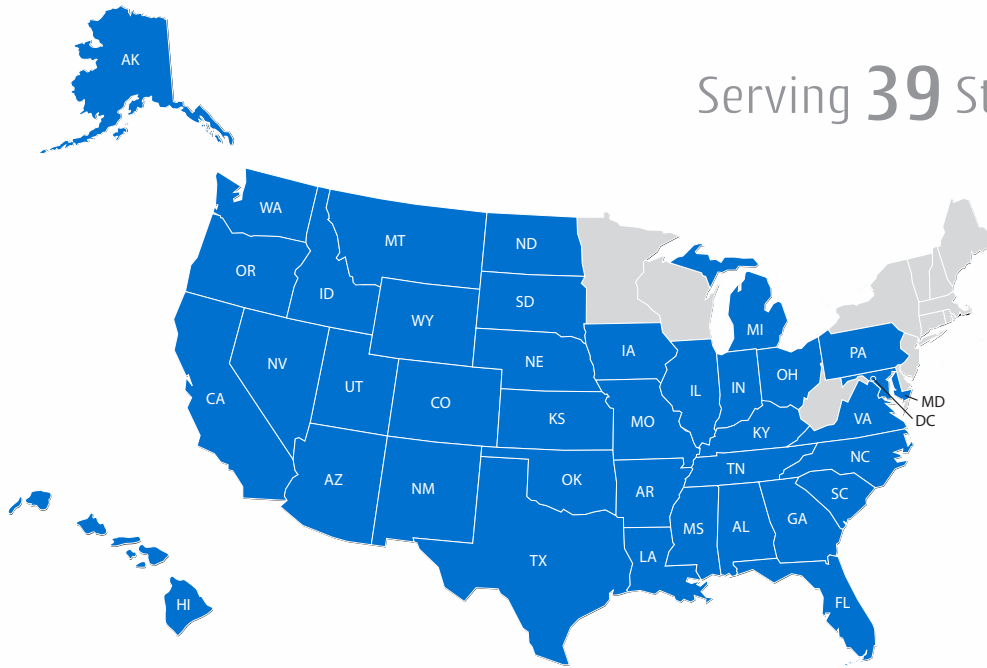 AK
Serving 39 St
WA
MT
ND
OR
ID
SD
WY
MI
IA
NE
PA
NV
OH
UT
IL
IN
CA
CO
MD
KS
MO
VA
DC
KY
NC
TN
AZ
OK
NM
AR
SC
GA
MS
AL
LA
TX
FL
HI